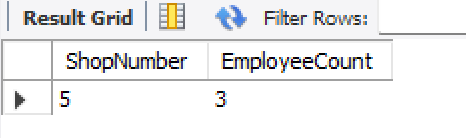 Result Grid Filter Rows:
ShopNumber EmployeeCount
5 3